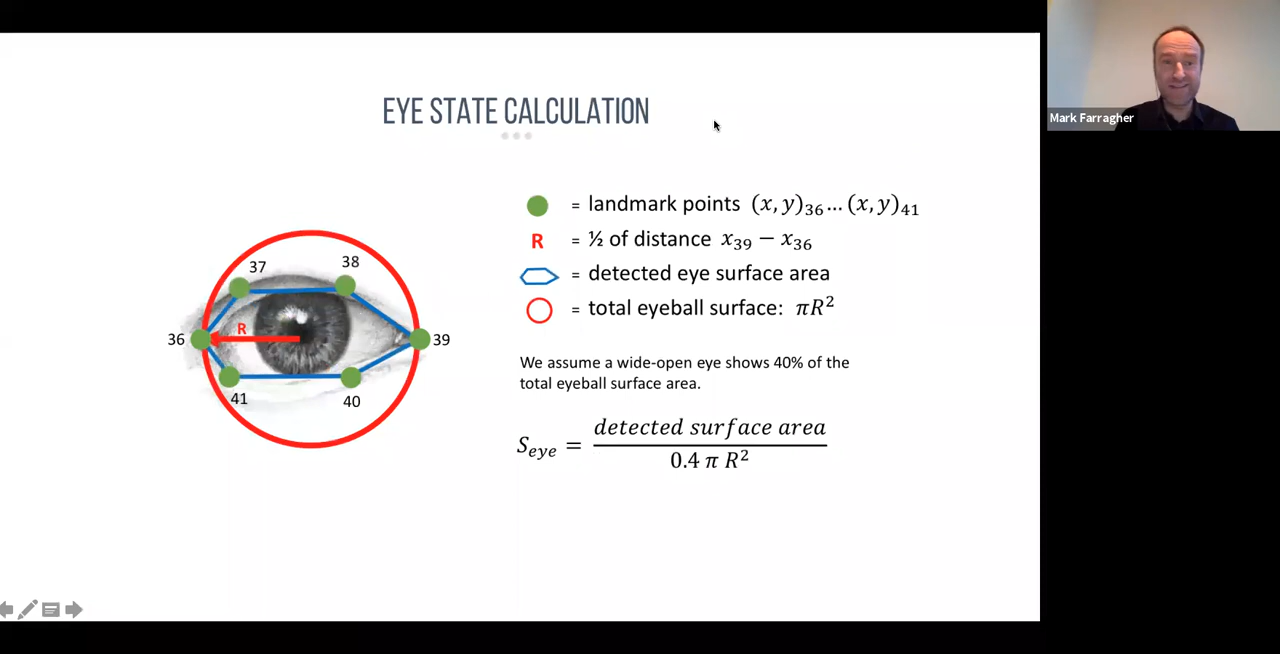 Mark Farragher
EYE STATE CALCULATION
= landmark points (x, y)₃₆ … (x, y)₄₁
R = ½ of distance x₃₉ − x₃₆
= detected eye surface area
= total eyeball surface: πR²
37
38
R
36
39
41
40
We assume a wide-open eye shows 40% of the
total eyeball surface area.
detected surface area
Sₑᵧₑ =
0.4 π R²